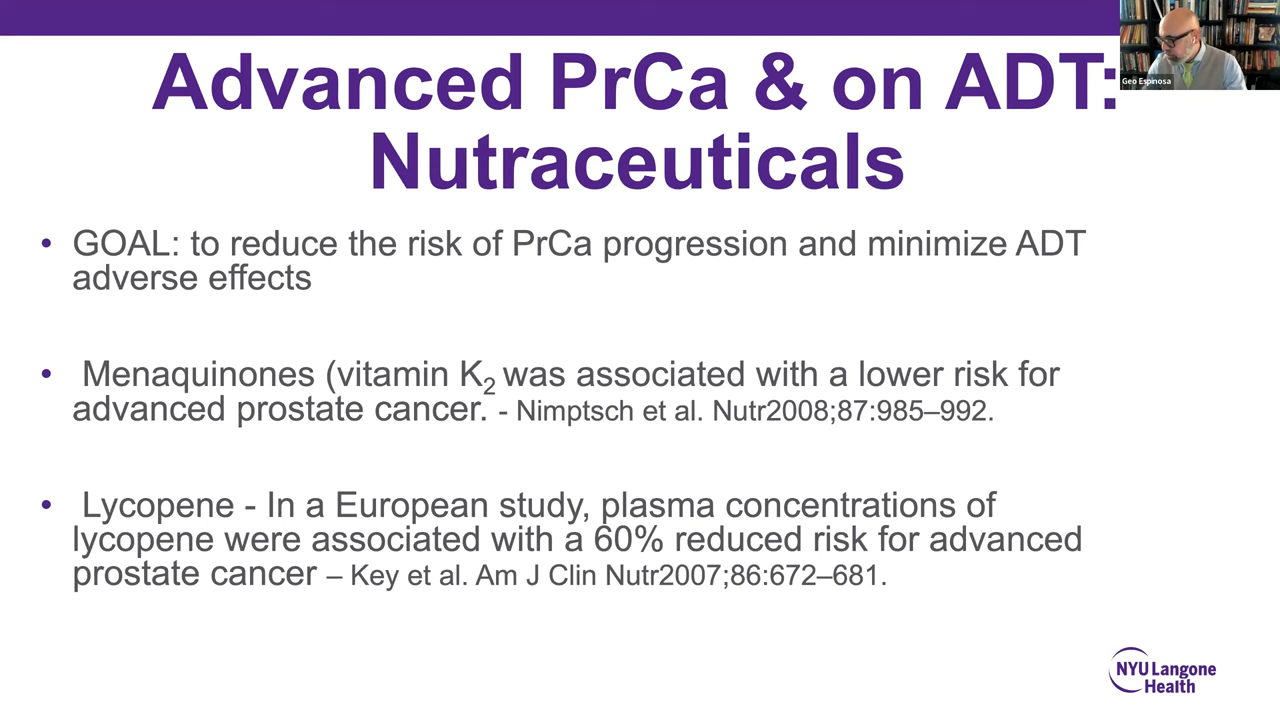 Advanced PrCa & on ADT:
Nutraceuticals
Geo Espinosa
• GOAL: to reduce the risk of PrCa progression and minimize ADT
adverse effects
• Menaquinones (vitamin K2 was associated with a lower risk for
advanced prostate cancer. - Nimptsch et al. Nutr2008;87:985–992.
• Lycopene - In a European study, plasma concentrations of
lycopene were associated with a 60% reduced risk for advanced
prostate cancer – Key et al. Am J Clin Nutr2007;86:672–681.
NYU Langone
Health